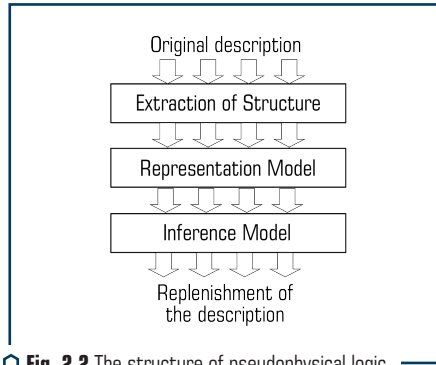 Original description
Extraction of Structure
Representation Model
Inference Model
Replenishment of
the description
Fig. 2.2 The structure of pseudophysical logic